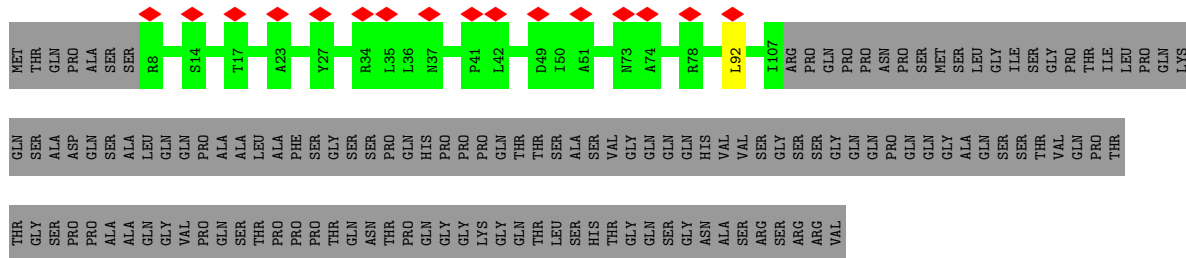 MET THR GLN PRO ALA SER SER R8 S14 T17 A23 Y27 R34 L35 L36 N37 P41 L42 D49 I50 A51 N73 A74 R78 L92 I107 ARG PRO GLN PRO PRO ASN PRO SER MET SER LEU GLY ILE SER GLY PRO THR ILE LEU PRO GLN LYS
GLN SER ALA ASP GLN SER ALA LEU GLN GLN PRO ALA ALA LEU ALA PHE SER GLY SER SER PRO GLN HIS PRO PRO PRO GLN THR THR SER ALA SER VAL GLY GLN GLN GLN HIS VAL VAL SER GLY SER SER GLY GLN GLN PRO GLN GLN GLY ALA GLN SER SER THR VAL GLN PRO THR
THR GLY SER PRO PRO ALA ALA GLN GLY VAL PRO GLN SER THR PRO PRO PRO THR GLN ASN THR PRO GLN GLY GLY LYS GLY GLN THR LEU SER HIS THR GLY GLN SER GLY ASN ALA SER ARG SER ARG ARG VAL